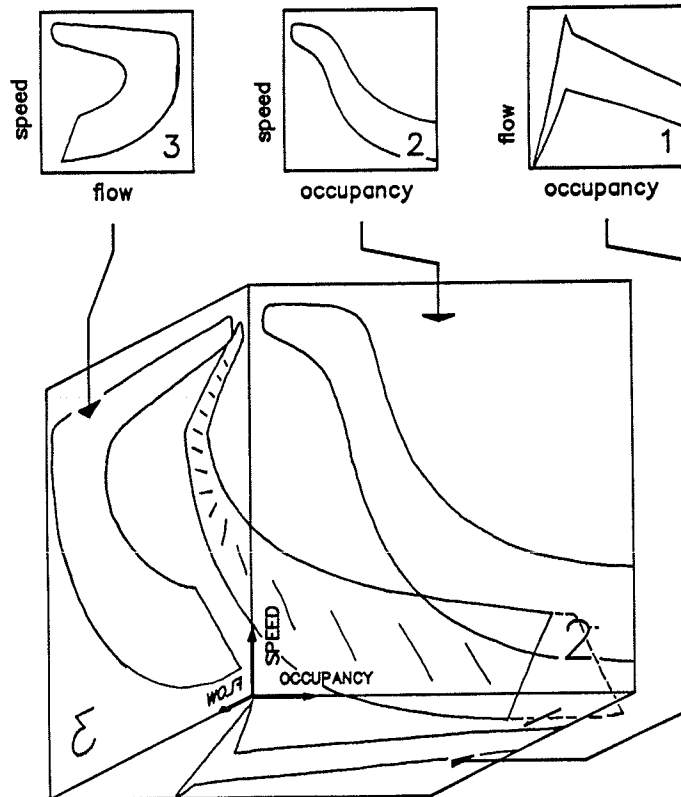 speed
3
flow
speed
2
occupancy
flow
1
occupancy
SPEED
2
OCCUPANCY
FLOW
3